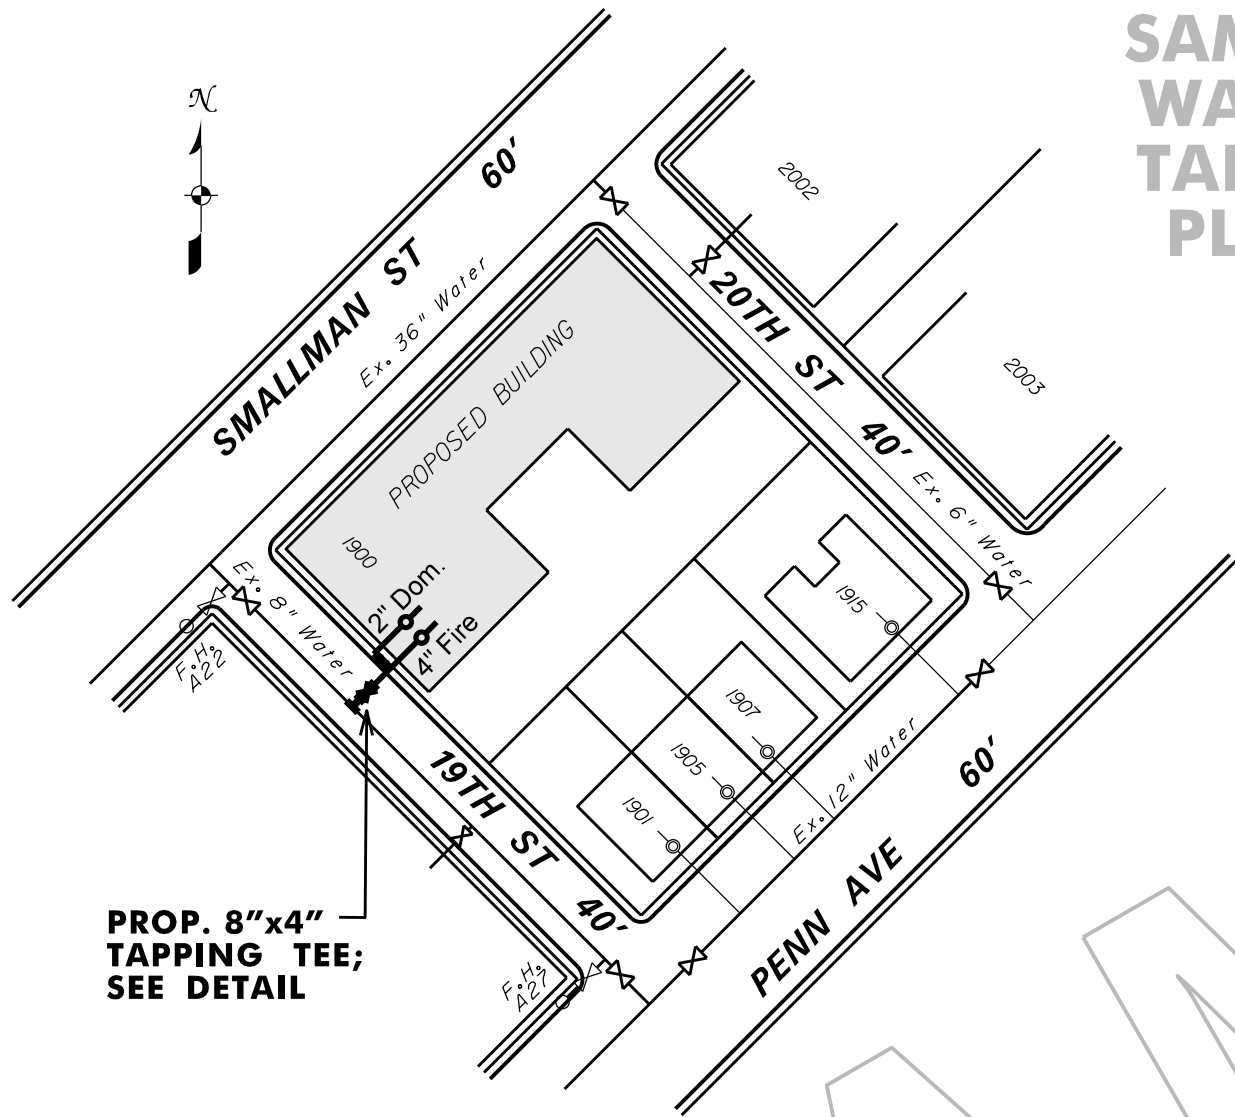 SAM
WA
TA
PL
N
SMALLMAN ST 60'
Ex. 36" Water
PROPOSED BUILDING
1900
2002
20TH ST 40'
2003
Ex. 6" Water
Ex. 8" Water
2" Dom.
4" Fire
F.H.
A22
1915
1907
1905
1901
Ex. 12" Water
19TH ST 40'
PENN AVE 60'
F.H.
A27
PROP. 8"x4"
TAPPING TEE;
SEE DETAIL